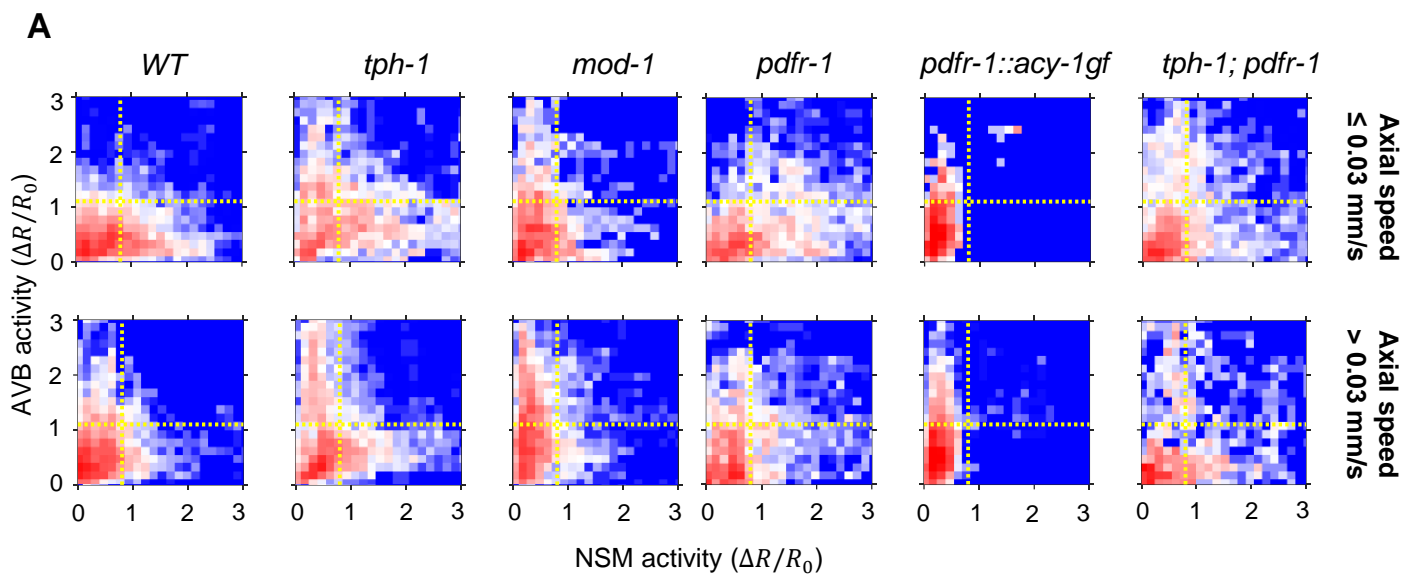 A
WT tph-1 mod-1 pdfr-1 pdfr-1::acy-1gf tph-1; pdfr-1
3
2
1
0
Axial speed
≤ 0.03 mm/s
3
2
1
0
Axial speed
> 0.03 mm/s
AVB activity (ΔR/R₀)
0 1 2 3 0 1 2 3 0 1 2 3 0 1 2 3 0 1 2 3 0 1 2 3
NSM activity (ΔR/R₀)